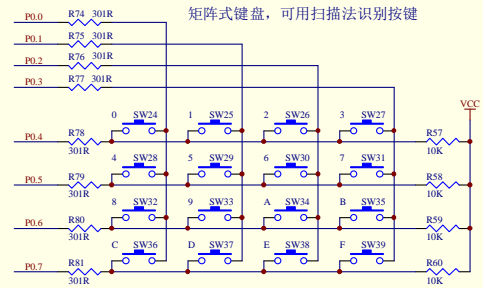 矩阵式键盘，可用扫描法识别按键
P0.0 R74 301R
P0.1 R75 301R
P0.2 R76 301R
P0.3 R77 301R
VCC
0 SW24 1 SW25 2 SW26 3 SW27
P0.4 R78 301R R57 10K
4 SW28 5 SW29 6 SW30 7 SW31
P0.5 R79 301R R58 10K
8 SW32 9 SW33 A SW34 B SW35
P0.6 R80 301R R59 10K
C SW36 D SW37 E SW38 F SW39
P0.7 R81 301R R60 10K